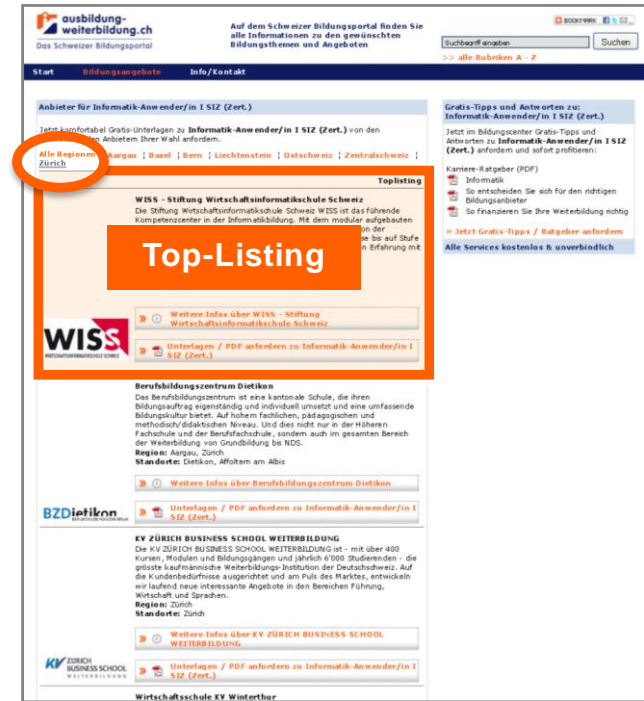 ausbildung-
weiterbildung.ch
Das Schweizer Bildungsportal
Auf dem Schweizer Bildungsportal finden Sie
alle Informationen zu den gewünschten
Bildungsthemen und Angeboten
BOOKMARK
Suchbegriff eingeben
Suchen
>> alle Rubriken A - Z
Start Bildungsangebote Info/Kontakt
Anbieter für Informatik-Anwender/in I SIZ (Zert.)
Jetzt komfortabel Gratis-Unterlagen zu Informatik-Anwender/in I SIZ (Zert.) von den
Anbietern Ihrer Wahl anfordern.
Alle Regionen Aargau | Basel | Bern | Liechtenstein | Ostschweiz | Zentralschweiz |
Zürich
Toplisting
WISS - Stiftung Wirtschaftsinformatikschule Schweiz
Die Stiftung Wirtschaftsinformatikschule Schweiz WISS ist das führende
Kompetenzcenter in der Informatikbildung. Mit dem modular aufgebauten
on der
se bis auf Stufe
en Erfahrung mit
Top-Listing
WISS
WIRTSCHAFTSINFORMATIKSCHULE SCHWEIZ
» Weitere Infos über WISS - Stiftung
Wirtschaftsinformatikschule Schweiz
» Unterlagen / PDF anfordern zu Informatik-Anwender/in I
SIZ (Zert.)
Berufsbildungszentrum Dietikon
Das Berufsbildungszentrum ist eine kantonale Schule, die ihren
Bildungsauftrag eigenständig und individuell umsetzt und eine umfassende
Bildungskultur bietet. Auf hohem fachlichen, pädagogischen und
methodisch/didaktischen Niveau. Und dies nicht nur in der Höheren
Fachschule und der Berufsfachschule, sondern auch im gesamten Bereich
der Weiterbildung von Grundbildung bis NDS.
Region: Aargau, Zürich
Standorte: Dietikon, Affoltern am Albis
» Weitere Infos über Berufsbildungszentrum Dietikon
BZDietikon
» Unterlagen / PDF anfordern zu Informatik-Anwender/in I
SIZ (Zert.)
KV ZÜRICH BUSINESS SCHOOL WEITERBILDUNG
Die KV ZÜRICH BUSINESS SCHOOL WEITERBILDUNG ist - mit über 400
Kursen, Modulen und Bildungsgängen und jährlich 6'000 Studierenden - die
grösste kaufmännische Weiterbildungs-Institution der Deutschschweiz. Auf
die Kundenbedürfnisse ausgerichtet und am Puls des Marktes, entwickeln
wir laufend neue interessante Angebote in den Bereichen Führung,
Wirtschaft und Sprachen.
Region: Zürich
Standorte: Zürich
» Weitere Infos über KV ZÜRICH BUSINESS SCHOOL
WEITERBILDUNG
KV ZÜRICH
BUSINESS SCHOOL
WEITERBILDUNG
» Unterlagen / PDF anfordern zu Informatik-Anwender/in I
SIZ (Zert.)
Wirtschaftsschule KV Winterthur
Gratis-Tipps und Antworten zu:
Informatik-Anwender/in I SIZ (Zert.)
Jetzt im Bildungscenter Gratis-Tipps und
Antworten zu Informatik-Anwender/in I SIZ
(Zert.) anfordern und sofort profitieren:
Karriere-Ratgeber (PDF)
Informatik
So entscheiden Sie sich für den richtigen
Bildungsanbieter
So finanzieren Sie Ihre Weiterbildung richtig
» Jetzt Gratis-Tipps / Ratgeber anfordern
Alle Services kostenlos & unverbindlich